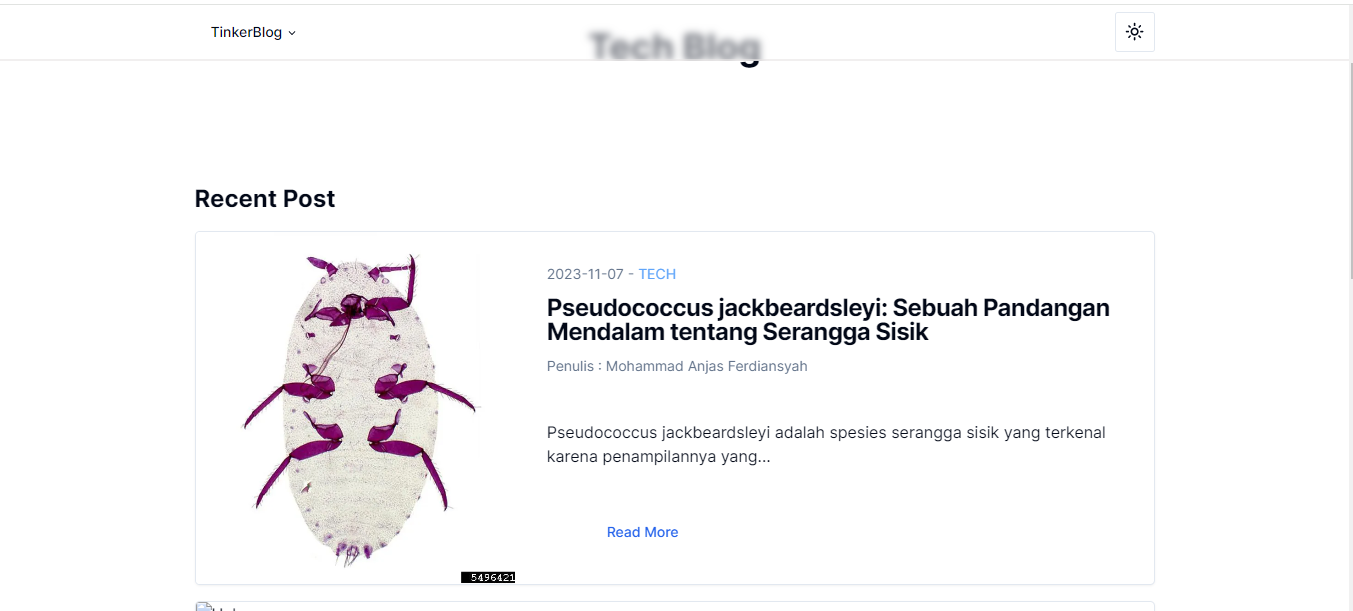 TinkerBlog
Tech Blog
Recent Post
2023-11-07 - TECH
Pseudococcus jackbeardsleyi: Sebuah Pandangan
Mendalam tentang Serangga Sisik
Penulis : Mohammad Anjas Ferdiansyah
Pseudococcus jackbeardsleyi adalah spesies serangga sisik yang terkenal
karena penampilannya yang...
Read More
5496421